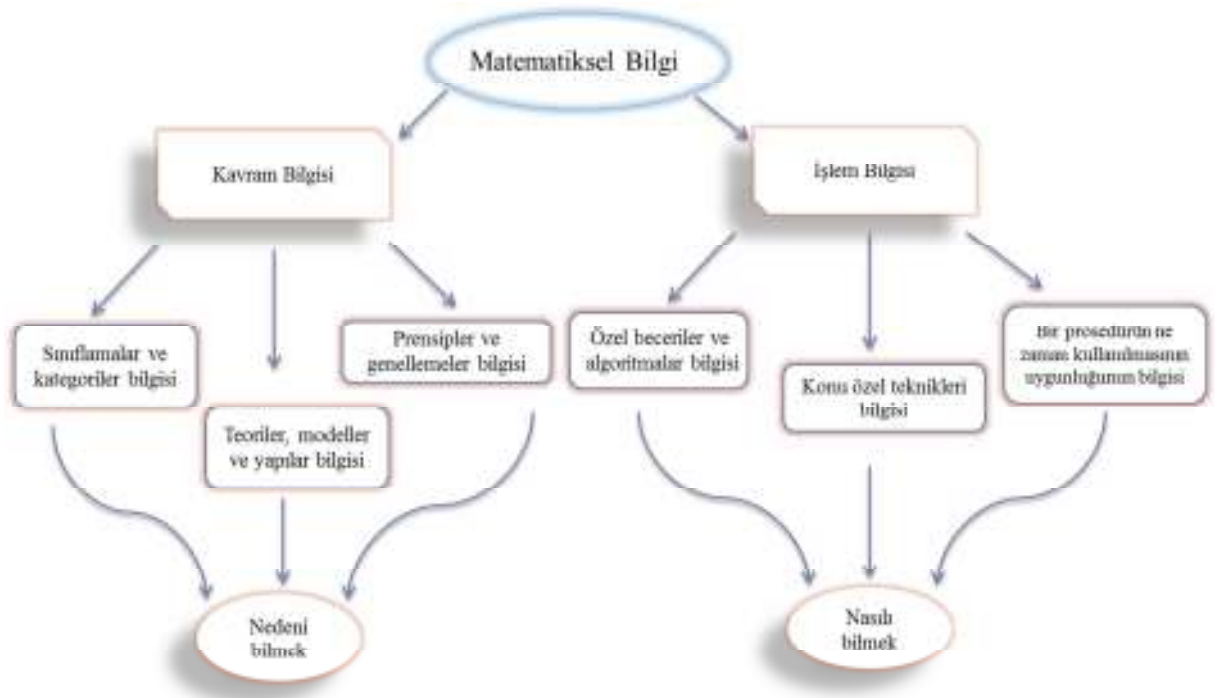 Matematiksel Bilgi
Kavram Bilgisi
İşlem Bilgisi
Sınıflamalar ve
kategoriler bilgisi
Teoriler, modeller
ve yapılar bilgisi
Prensipler ve
genellemeler bilgisi
Özel beceriler ve
algoritmalar bilgisi
Konu özel teknikleri
bilgisi
Bir prosedürün ne
zaman kullanılmasının
uygunluğunun bilgisi
Nedeni
bilmek
Nasılı
bilmek